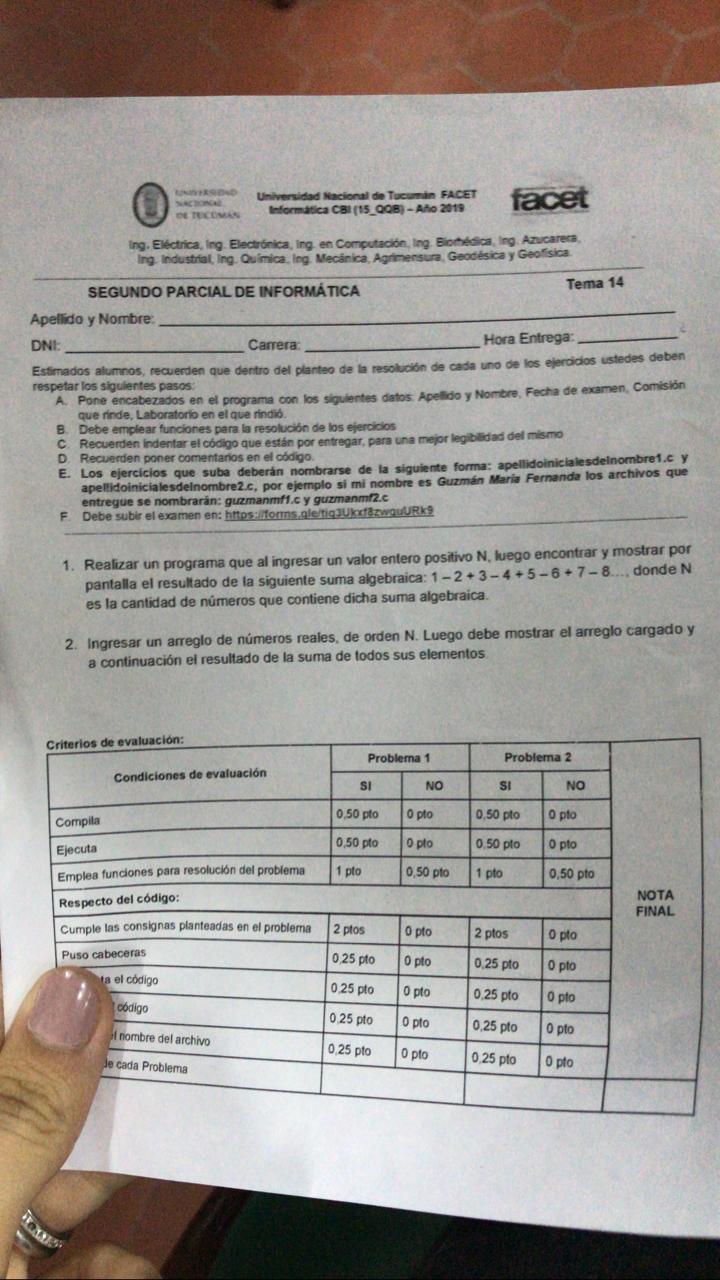 UNIVERSIDAD
NACIONAL
DE TUCUMÁN
Universidad Nacional de Tucumán FACET
Informática CBI (15_QQB) – Año 2019
facet
Ing. Eléctrica, Ing. Electrónica, Ing. en Computación, Ing. Biomédica, Ing. Azucarera,
Ing. Industrial, Ing. Química, Ing. Mecánica, Agrimensura, Geodésica y Geofísica.
SEGUNDO PARCIAL DE INFORMÁTICA
Tema 14
Apellido y Nombre:
DNI: Carrera: Hora Entrega:
Estimados alumnos, recuerden que dentro del planteo de la resolución de cada uno de los ejercicios ustedes deben
respetar los siguientes pasos:
A. Pone encabezados en el programa con los siguientes datos: Apellido y Nombre, Fecha de examen, Comisión
que rinde, Laboratorio en el que rindió.
B. Debe emplear funciones para la resolución de los ejercicios
C. Recuerden indentar el código que están por entregar, para una mejor legibilidad del mismo
D. Recuerden poner comentarios en el código.
E. Los ejercicios que suba deberán nombrarse de la siguiente forma: apellidoinicialesdelnombre1.c y
apellidoinicialesdelnombre2.c, por ejemplo si mi nombre es Guzmán María Fernanda los archivos que
entregue se nombrarán: guzmanmf1.c y guzmanmf2.c
F. Debe subir el examen en:
1. Realizar un programa que al ingresar un valor entero positivo N, luego encontrar y mostrar por
pantalla el resultado de la siguiente suma algebraica: 1 – 2 + 3 – 4 + 5 – 6 + 7 – 8…, donde N
es la cantidad de números que contiene dicha suma algebraica.
2. Ingresar un arreglo de números reales, de orden N. Luego debe mostrar el arreglo cargado y
a continuación el resultado de la suma de todos sus elementos.
Criterios de evaluación:
Condiciones de evaluación Problema 1 Problema 2
SI NO SI NO
Compila 0,50 pto 0 pto 0,50 pto 0 pto
Ejecuta 0,50 pto 0 pto 0,50 pto 0 pto
Emplea funciones para resolución del problema 1 pto 0,50 pto 1 pto 0,50 pto
Respecto del código:
NOTA
FINAL
Cumple las consignas planteadas en el problema 2 ptos 0 pto 2 ptos 0 pto
Puso cabeceras 0,25 pto 0 pto 0,25 pto 0 pto
ta el código 0,25 pto 0 pto 0,25 pto 0 pto
código 0,25 pto 0 pto 0,25 pto 0 pto
el nombre del archivo 0,25 pto 0 pto 0,25 pto 0 pto
de cada Problema